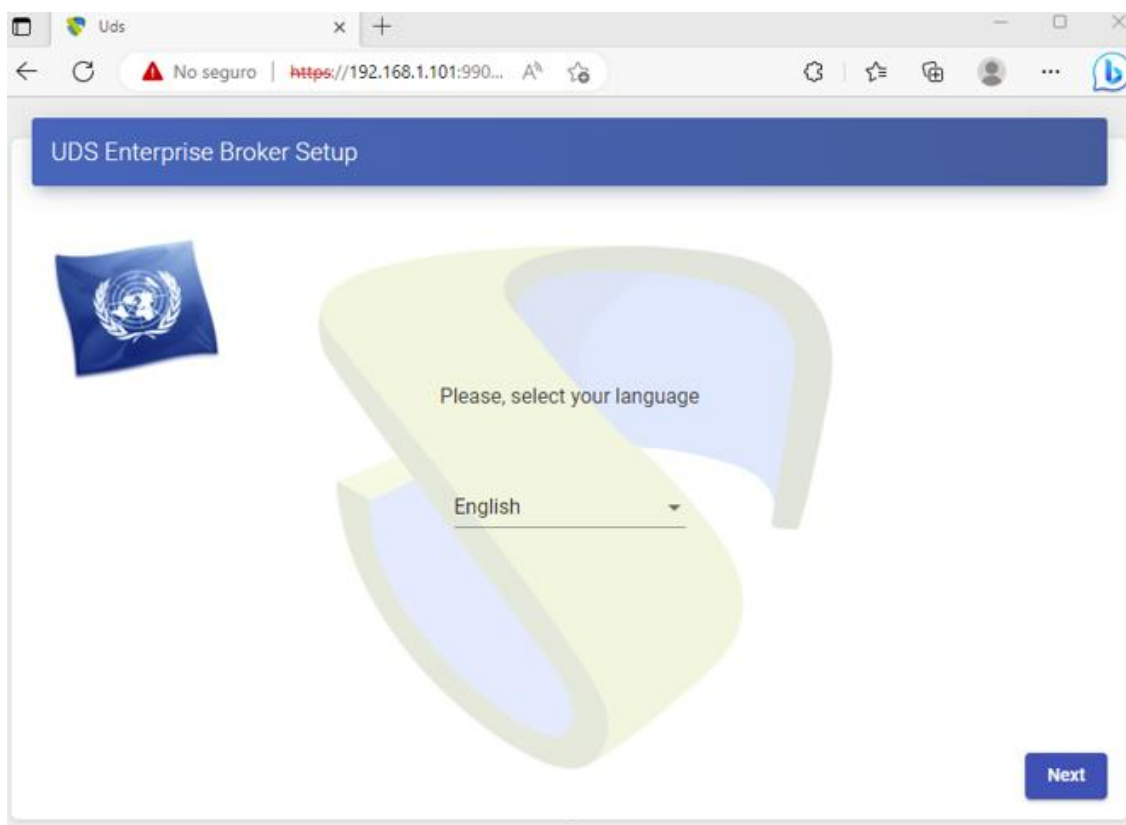 Uds
No seguro | https://192.168.1.101:990...
UDS Enterprise Broker Setup
Please, select your language
English
Next